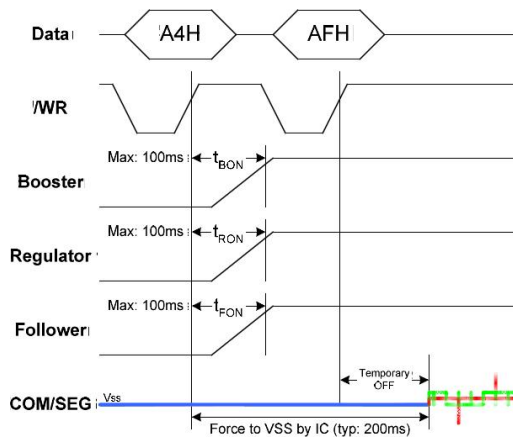 Data
A4H
AFH
/WR
Max: 100ms
tBON
Booster
Max: 100ms
tRON
Regulator
Max: 100ms
tFON
Follower
Temporary
OFF
Vss
COM/SEG
Force to VSS by IC (typ: 200ms)